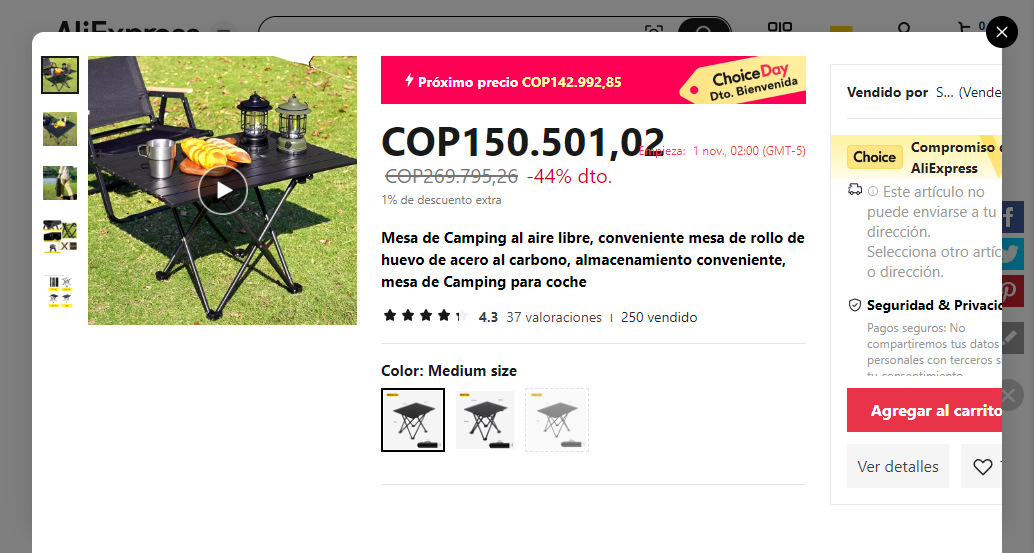 AliExpress
0
Próximo precio COP142.992,85
ChoiceDay
Dto. Bienvenida
COP150.501,02
Empieza: 1 nov., 02:00 (GMT-5)
COP269.795,26 -44% dto.
1% de descuento extra
Mesa de Camping al aire libre, conveniente mesa de rollo de
huevo de acero al carbono, almacenamiento conveniente,
mesa de Camping para coche
4.3 37 valoraciones 250 vendido
Color: Medium size
Vendido por S... (Vende
Choice
Compromiso
AliExpress
Este artículo no
puede enviarse a tu
dirección.
Selecciona otro artíc
o dirección.
Seguridad & Privacid
Pagos seguros: No
compartiremos tus datos
personales con terceros s
tu consentimiento
Agregar al carrito
Ver detalles